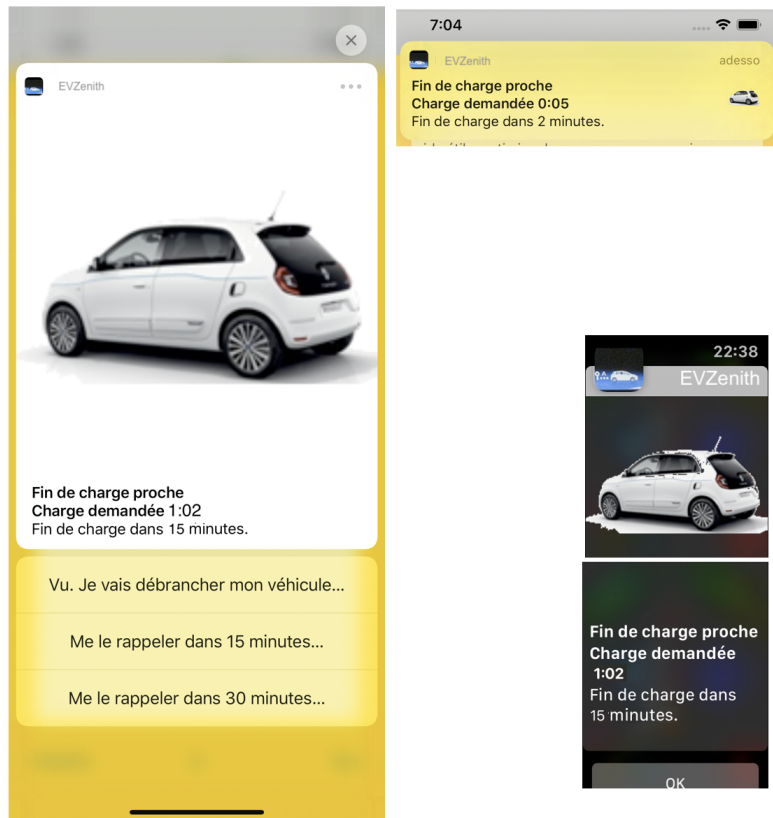 EVZenith
Fin de charge proche
Charge demandée 1:02
Fin de charge dans 15 minutes.
Vu. Je vais débrancher mon véhicule...
Me le rappeler dans 15 minutes...
Me le rappeler dans 30 minutes...
7:04
EVZenith
adesso
Fin de charge proche
Charge demandée 0:05
Fin de charge dans 2 minutes.
22:38
EVZenith
Fin de charge proche
Charge demandée
1:02
Fin de charge dans
15 minutes.
OK